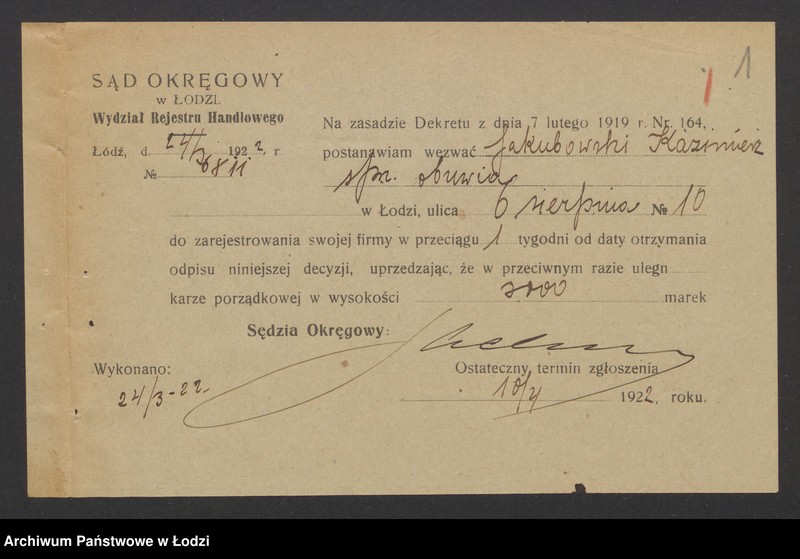 1
SĄD OKRĘGOWY
w ŁODZI.
Wydział Rejestru Handlowego
Łódź, d. 24/3 1922, r
№ 6811
Na zasadzie Dekretu z dnia 7 lutego 1919 r. Nr. 164,
postanawiam wezwać Jakubowski Kazimierz
spr. obuwia
w Łodzi, ulica 6 sierpnia № 10
do zarejestrowania swojej firmy w przeciągu 1 tygodni od daty otrzymania
odpisu niniejszej decyzji, uprzedzając, że w przeciwnym razie ulegn
karze porządkowej w wysokości 3000 marek
Sędzia Okręgowy:
Wykonano:
24/3-22.
Ostateczny termin zgłoszenia
10/4 1922, roku.
Archiwum Państwowe w Łodzi